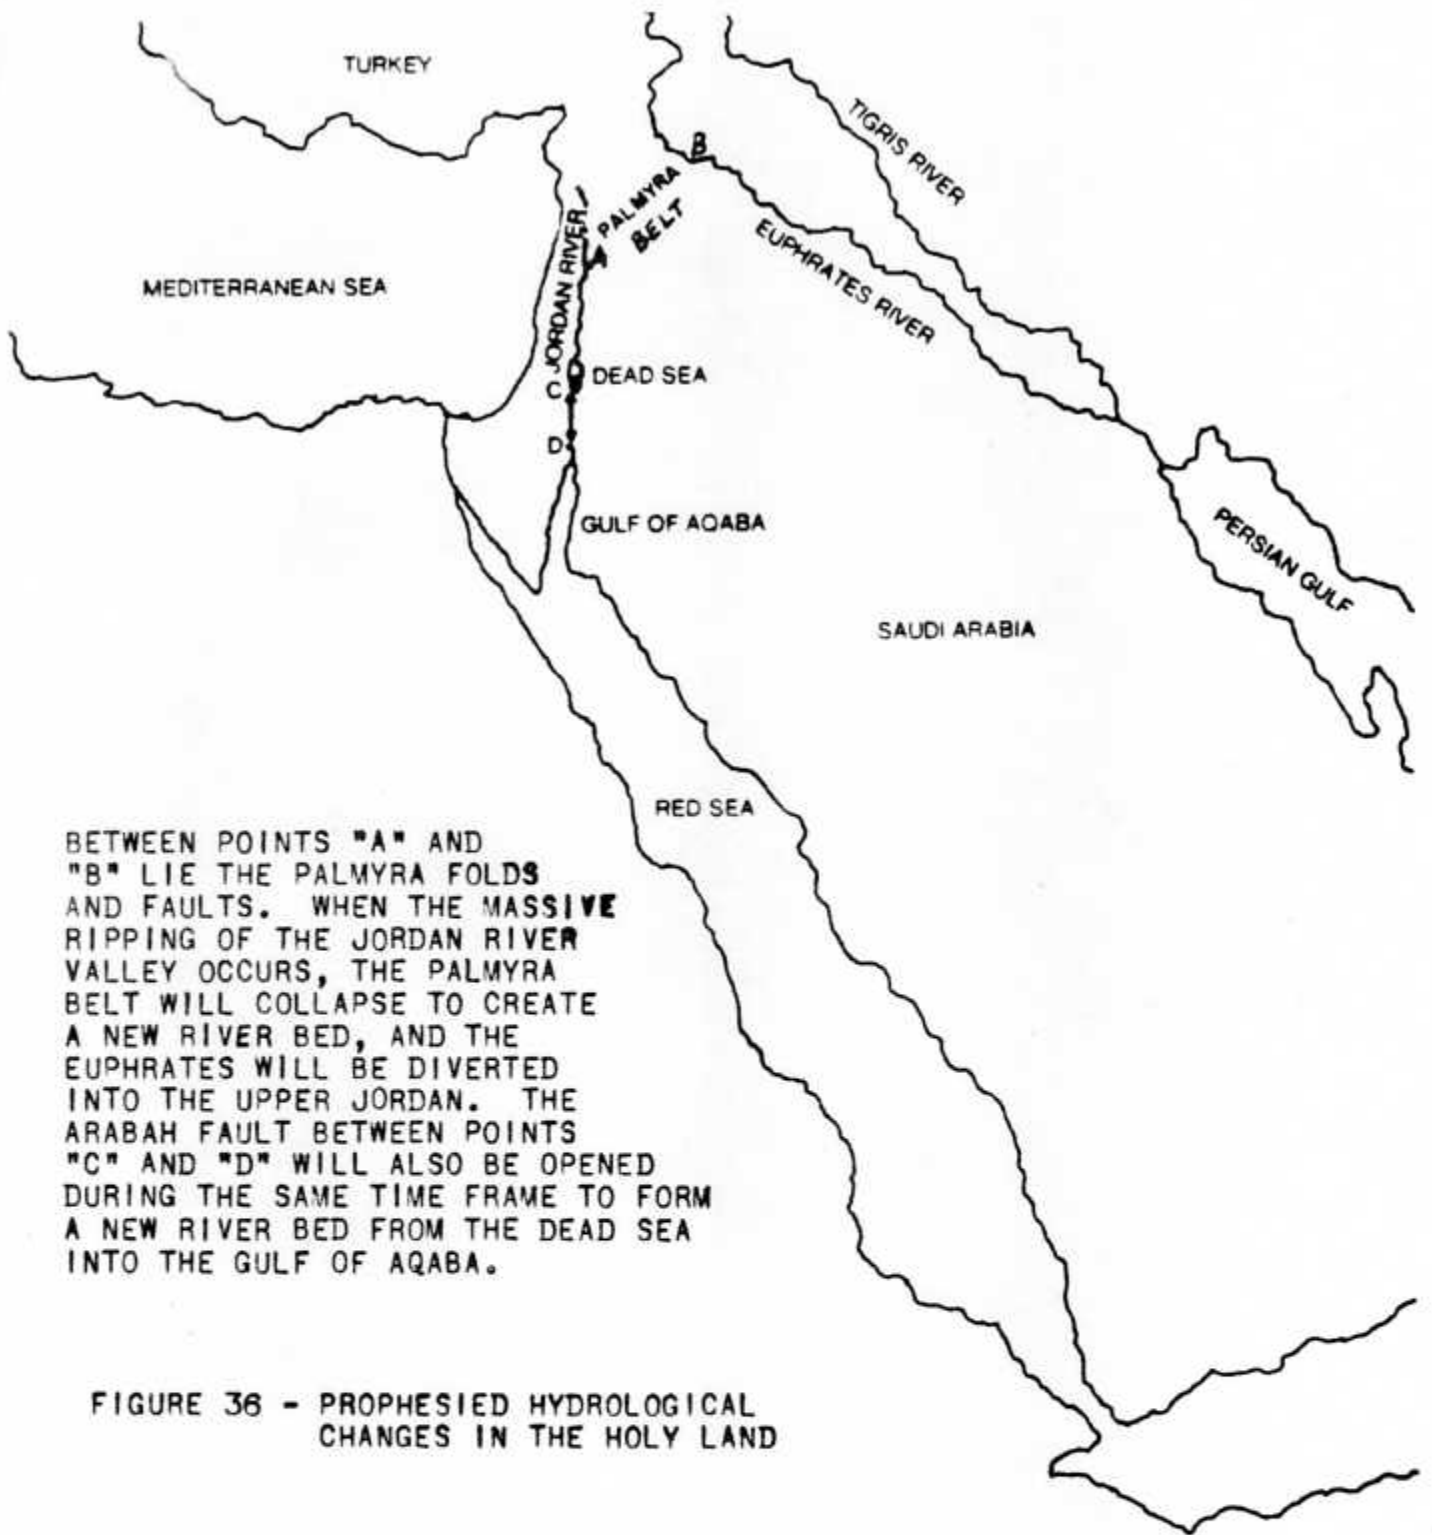 TURKEY
TIGRIS RIVER
B
PALMYRA
BELT
A
JORDAN RIVER
EUPHRATES RIVER
MEDITERRANEAN SEA
DEAD SEA
C
D
GULF OF AQABA
PERSIAN GULF
SAUDI ARABIA
RED SEA
BETWEEN POINTS "A" AND
"B" LIE THE PALMYRA FOLDS
AND FAULTS. WHEN THE MASSIVE
RIPPING OF THE JORDAN RIVER
VALLEY OCCURS, THE PALMYRA
BELT WILL COLLAPSE TO CREATE
A NEW RIVER BED, AND THE
EUPHRATES WILL BE DIVERTED
INTO THE UPPER JORDAN. THE
ARABAH FAULT BETWEEN POINTS
"C" AND "D" WILL ALSO BE OPENED
DURING THE SAME TIME FRAME TO FORM
A NEW RIVER BED FROM THE DEAD SEA
INTO THE GULF OF AQABA.
FIGURE 36 - PROPHESIED HYDROLOGICAL
CHANGES IN THE HOLY LAND